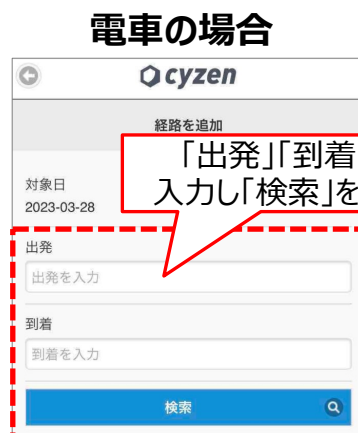 電車の場合
cyzen
経路を追加
「出発」「到着
入力し「検索」を
対象日
2023-03-28
出発
出発を入力
到着
到着を入力
検索